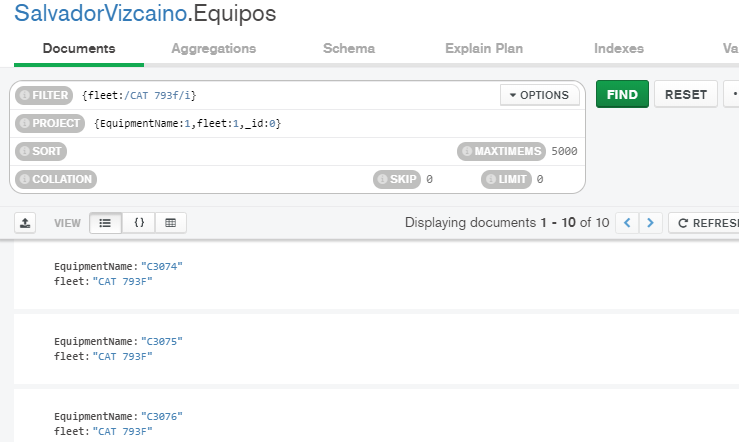 SalvadorVizcaino.Equipos
Documents Aggregations Schema Explain Plan Indexes Va
FILTER {fleet:/CAT 793f/i} OPTIONS FIND RESET
PROJECT {EquipmentName:1,fleet:1,_id:0}
SORT MAXTIMEMS 5000
COLLATION SKIP 0 LIMIT 0
VIEW {} Displaying documents 1 - 10 of 10 < > REFRES
EquipmentName:"C3074"
fleet:"CAT 793F"
EquipmentName:"C3075"
fleet:"CAT 793F"
EquipmentName:"C3076"
fleet:"CAT 793F"